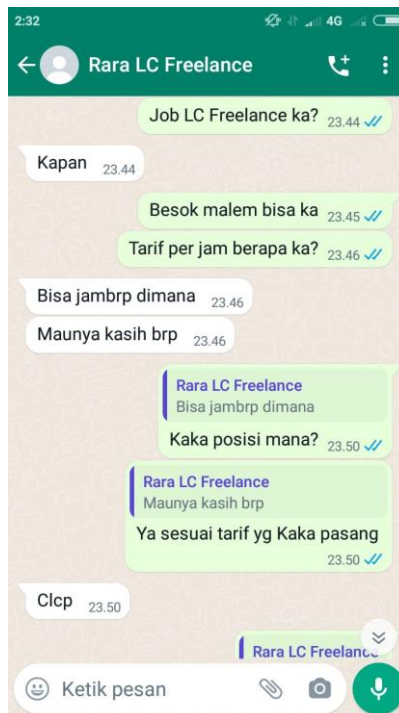 2:32 4G
Rara LC Freelance
Job LC Freelance ka? 23.44
Kapan 23.44
Besok malem bisa ka 23.45
Tarif per jam berapa ka? 23.46
Bisa jambrp dimana 23.46
Maunya kasih brp 23.46
Rara LC Freelance
Bisa jambrp dimana
Kaka posisi mana? 23.50
Rara LC Freelance
Maunya kasih brp
Ya sesuai tarif yg Kaka pasang
23.50
Clcp 23.50
Rara LC Freelance
Ketik pesan